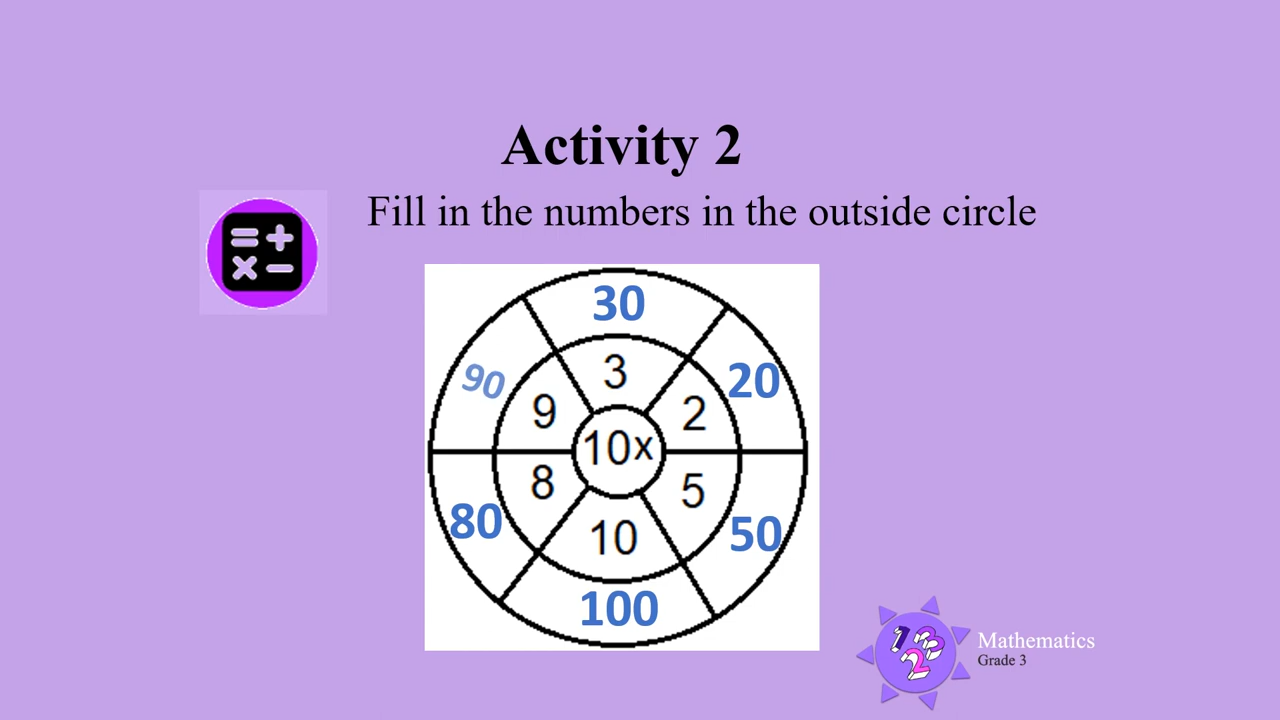 Activity 2
Fill in the numbers in the outside circle
30
90
3
20
9
2
10x
8
5
80
10
50
100
123
Mathematics
Grade 3